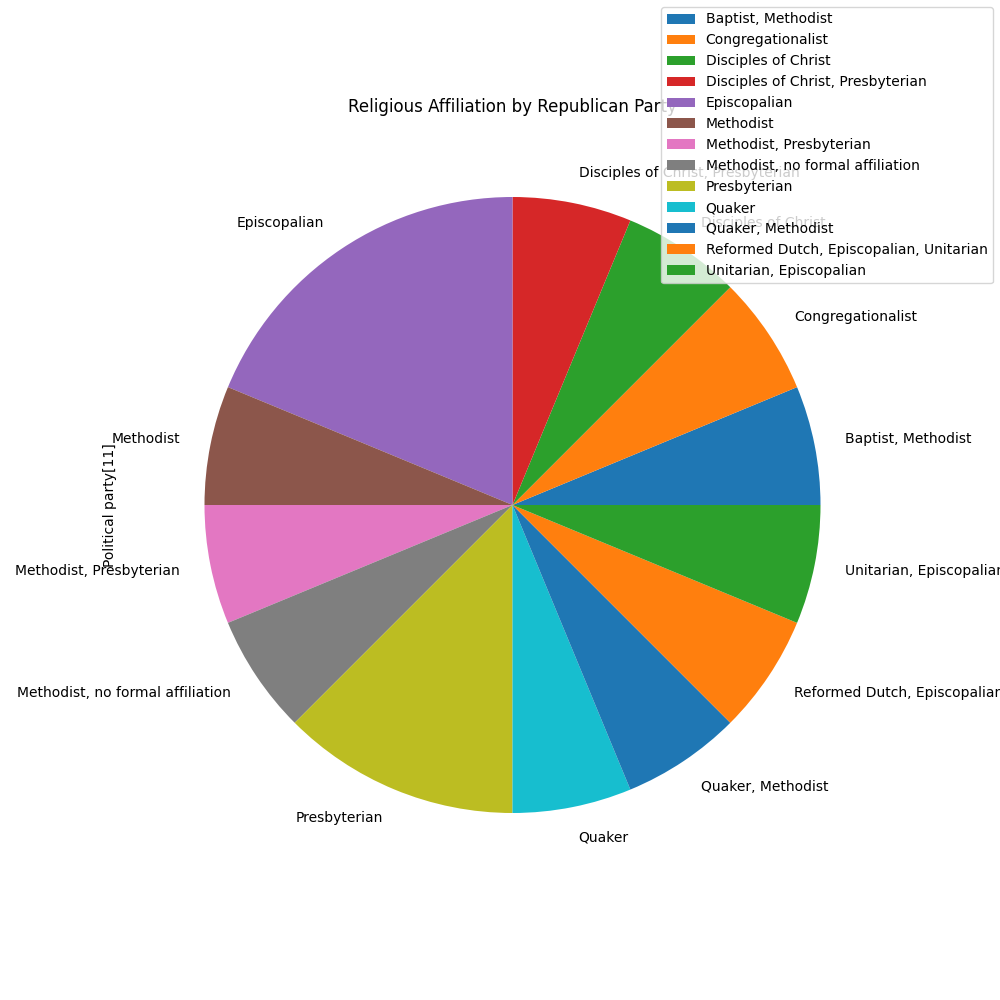 Religious Affiliation by Republican Party
Baptist, Methodist
Congregationalist
Disciples of Christ
Disciples of Christ, Presbyterian
Episcopalian
Methodist
Methodist, Presbyterian
Methodist, no formal affiliation
Presbyterian
Quaker
Quaker, Methodist
Reformed Dutch, Episcopalian, Unitarian
Unitarian, Episcopalian
Disciples of Christ, Presbyterian
Episcopalian
Disciples of Christ
Congregationalist
Methodist
Baptist, Methodist
Political party[11]
Methodist, Presbyterian
Unitarian, Episcopalian
Methodist, no formal affiliation
Reformed Dutch, Episcopalian
Quaker, Methodist
Presbyterian
Quaker